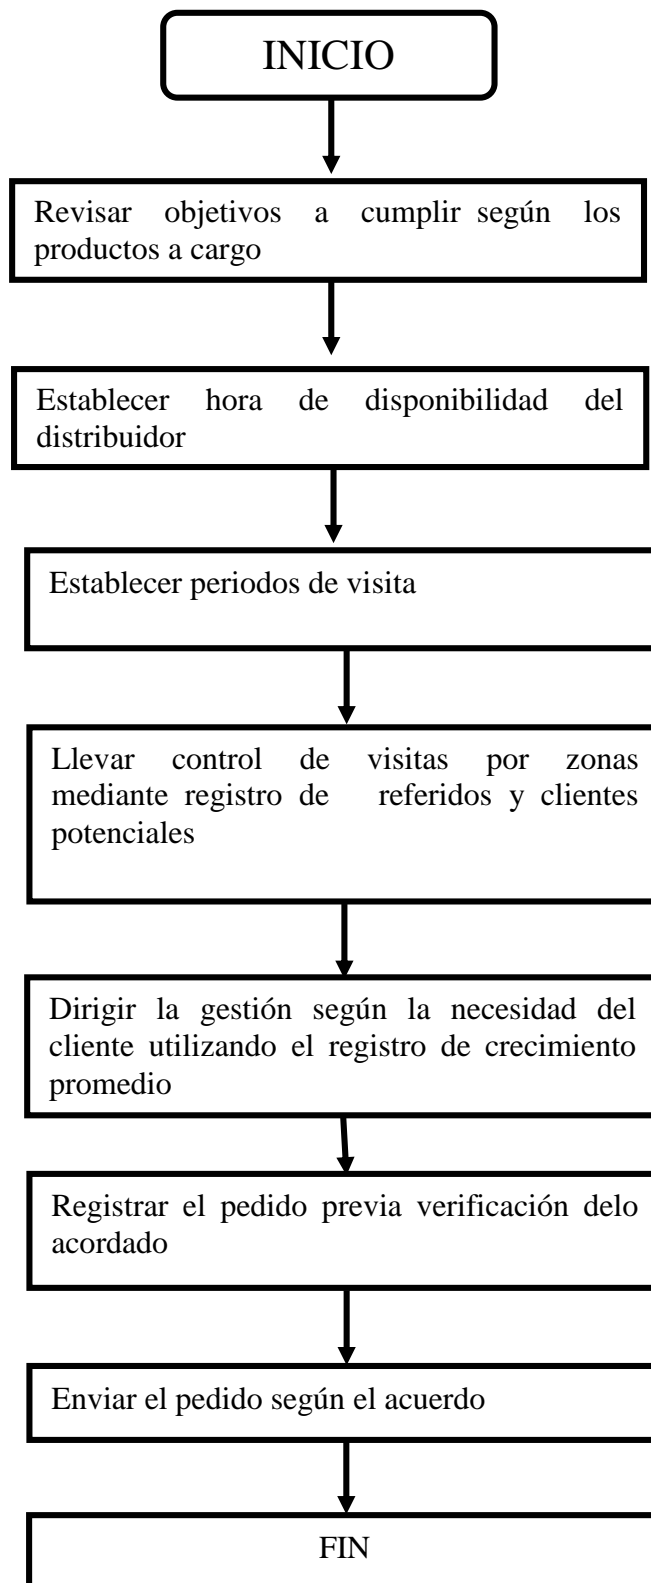 INICIO
Revisar objetivos a cumplir según los
productos a cargo
Establecer hora de disponibilidad del
distribuidor
Establecer periodos de visita
Llevar control de visitas por zonas
mediante registro de referidos y clientes
potenciales
Dirigir la gestión según la necesidad del
cliente utilizando el registro de crecimiento
promedio
Registrar el pedido previa verificación delo
acordado
Enviar el pedido según el acuerdo
FIN